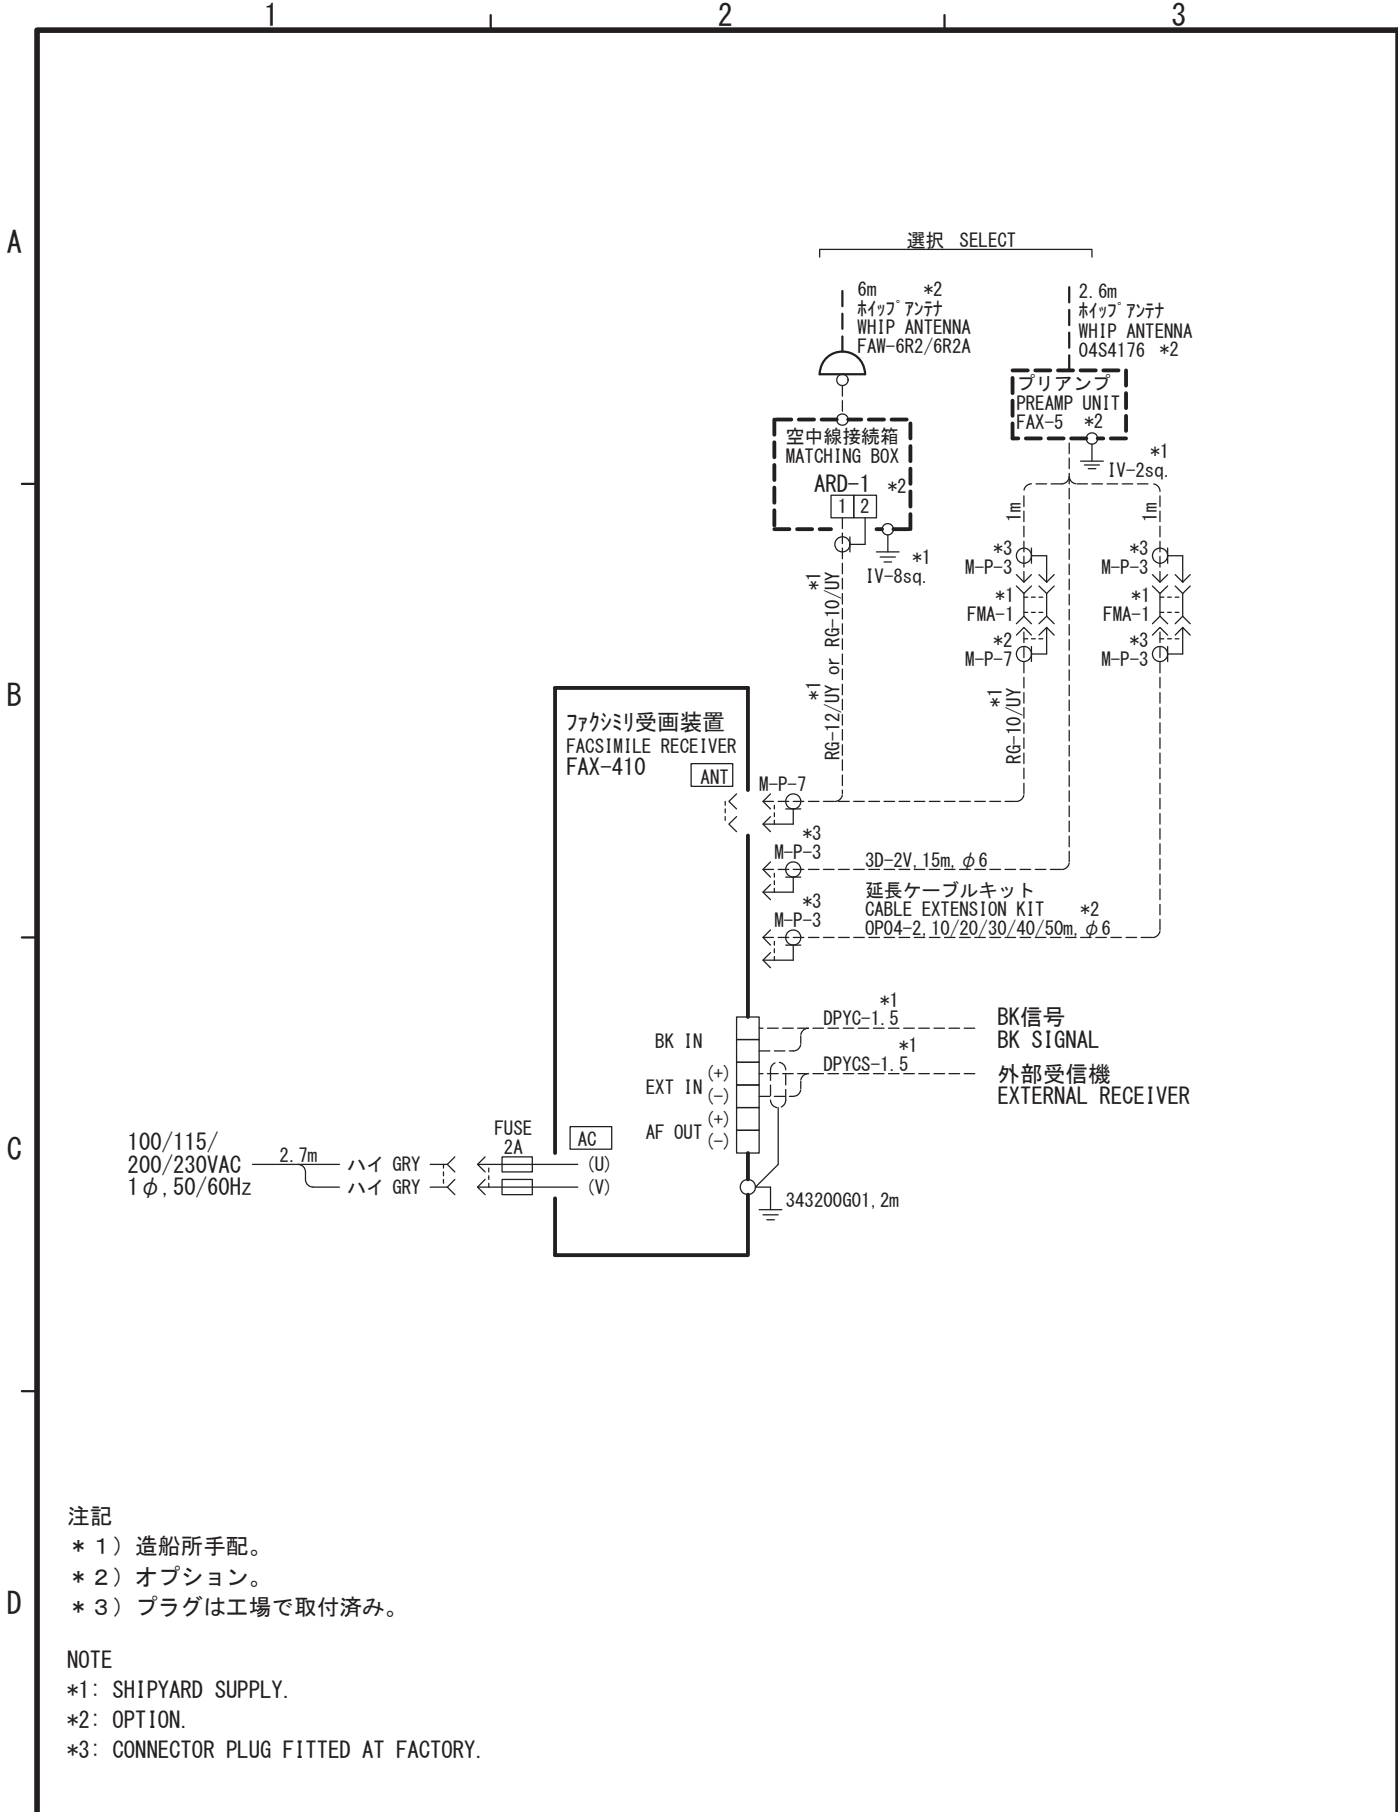 1
2
3
A
選択 SELECT
6m *2
ﾎｲｯﾌﾟｱﾝﾃﾅ
WHIP ANTENNA
FAW-6R2/6R2A
2.6m
ﾎｲｯﾌﾟｱﾝﾃﾅ
WHIP ANTENNA
04S4176 *2
プリアンプ
PREAMP UNIT
FAX-5 *2
*1
IV-2sq.
空中線接続箱
MATCHING BOX
ARD-1 *2
1 2
*1
IV-8sq.
1m
1m
*3
M-P-3
*3
M-P-3
*1
FMA-1
*1
FMA-1
*2
M-P-7
*3
M-P-3
*1 *1
RG-12/UY or RG-10/UY
*1
RG-10/UY
B
ﾌｧｸｼﾐﾘ受画装置
FACSIMILE RECEIVER
FAX-410
ANT
M-P-7
*3
M-P-3
3D-2V,15m,φ6
延長ケーブルキット
CABLE EXTENSION KIT *2
OP04-2,10/20/30/40/50m,φ6
*3
M-P-3
BK IN
*1
DPYC-1.5
BK信号
BK SIGNAL
EXT IN (+)
(-)
*1
DPYCS-1.5
外部受信機
EXTERNAL RECEIVER
AF OUT (+)
(-)
C
100/115/
200/230VAC
1φ,50/60Hz
2.7m
ハイ GRY
ハイ GRY
FUSE
2A
AC
(U)
(V)
343200G01,2m
D
注記
＊１）造船所手配。
＊２）オプション。
＊３）プラグは工場で取付済み。
NOTE
*1: SHIPYARD SUPPLY.
*2: OPTION.
*3: CONNECTOR PLUG FITTED AT FACTORY.